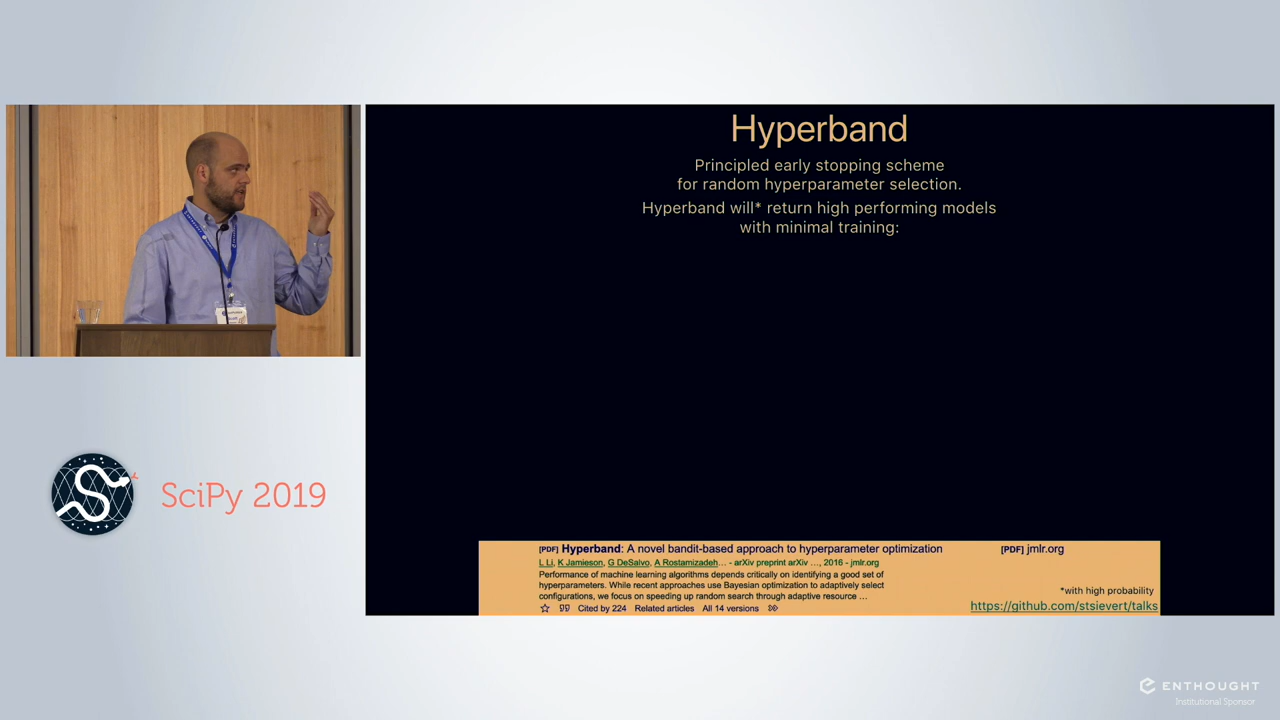 Hyperband
Principled early stopping scheme
for random hyperparameter selection.
Hyperband will* return high performing models
with minimal training:
SciPy 2019
[PDF] Hyperband: A novel bandit-based approach to hyperparameter optimization
[PDF] jmlr.org
L Li, K Jamieson, G DeSalvo, A Rostamizadeh… - arXiv preprint arXiv …, 2016 - jmlr.org
Performance of machine learning algorithms depends critically on identifying a good set of
hyperparameters. While recent approaches use Bayesian optimization to adaptively select
configurations, we focus on speeding up random search through adaptive resource …
Cited by 224 Related articles All 14 versions
*with high probability
https://github.com/stsievert/talks
ENTHOUGHT
Institutional Sponsor